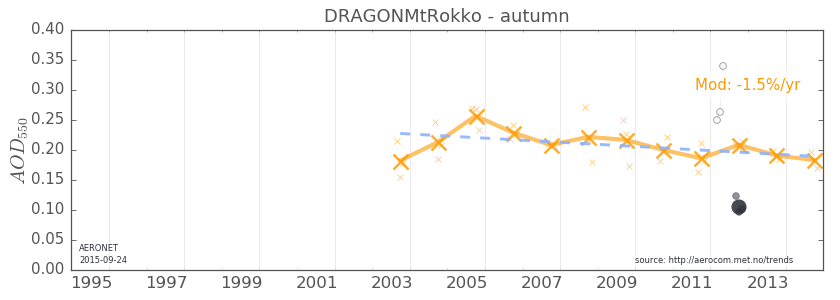 DRAGONMtRokko - autumn
0.40
0.35
0.30
0.25
0.20
0.15
0.10
0.05
0.00
AOD550
Mod: -1.5%/yr
AERONET
2015-09-24
source: http://aerocom.met.no/trends
1995 1997 1999 2001 2003 2005 2007 2009 2011 2013